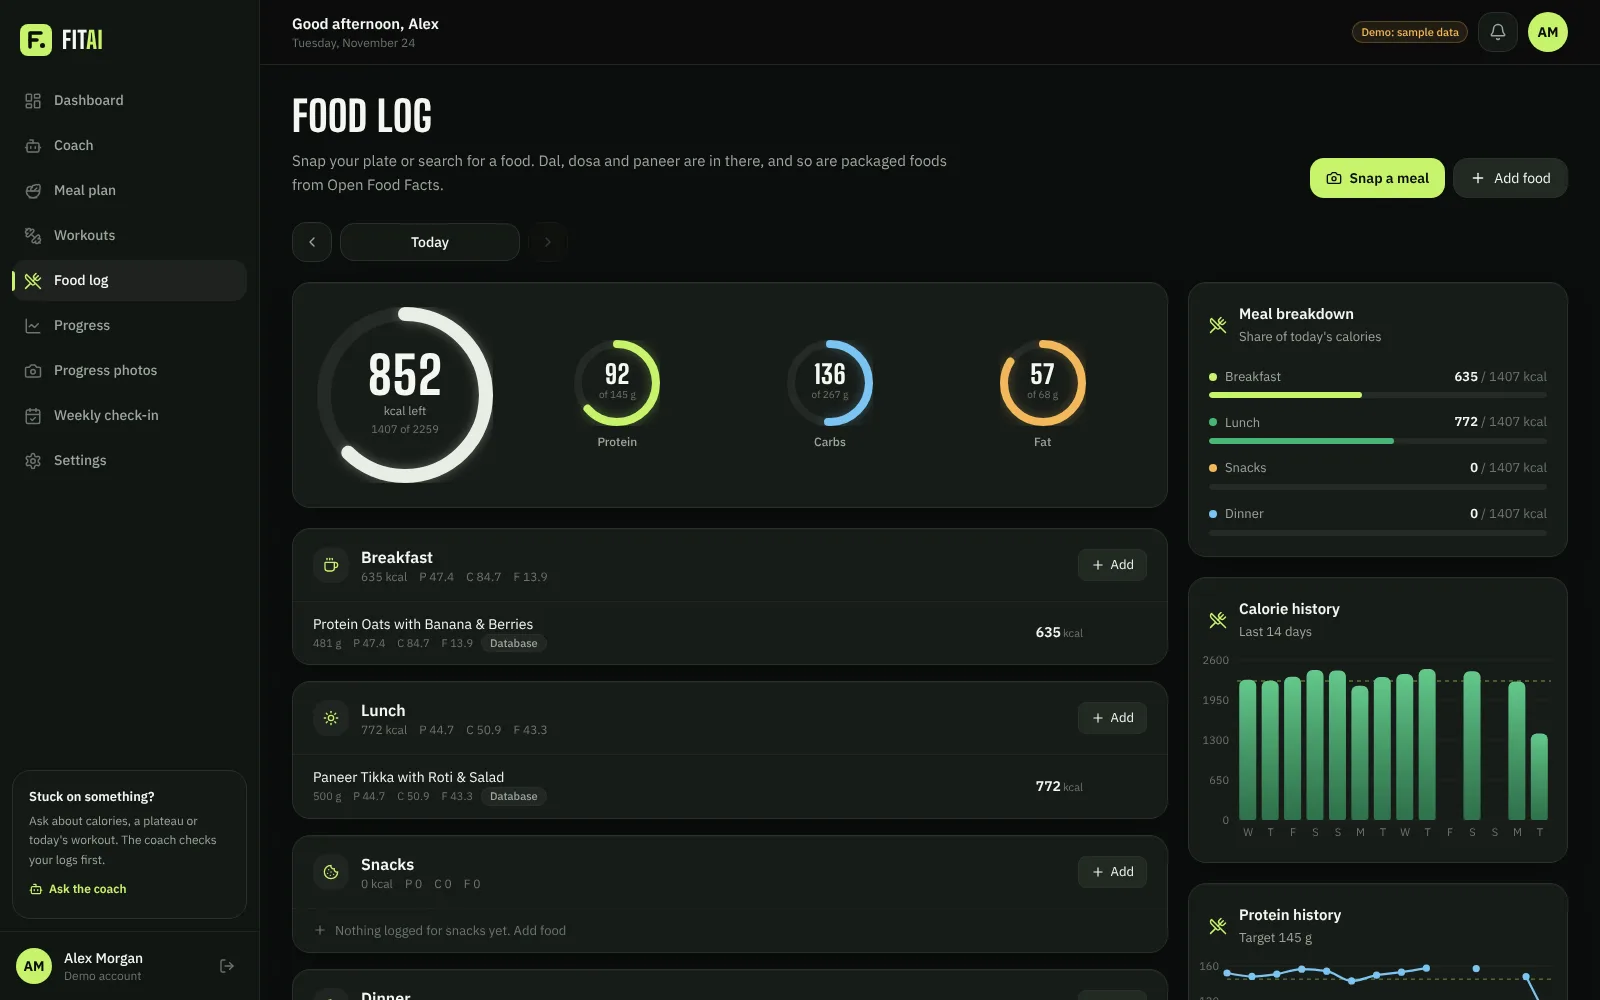 FITAI
Dashboard
Coach
Meal plan
Workouts
Food log
Progress
Progress photos
Weekly check-in
Settings
Stuck on something?
Ask about calories, a plateau or
today's workout. The coach checks
your logs first.
Ask the coach
AM
Alex Morgan
Demo account
Good afternoon, Alex
Tuesday, November 24
Demo: sample data
AM
FOOD LOG
Snap your plate or search for a food. Dal, dosa and paneer are in there, and so are packaged foods
from Open Food Facts.
Snap a meal
Add food
Today
852
kcal left
1407 of 2259
92
of 145 g
Protein
136
of 267 g
Carbs
57
of 68 g
Fat
Breakfast
635 kcal P 47.4 C 84.7 F 13.9
+ Add
Protein Oats with Banana & Berries
481 g P 47.4 C 84.7 F 13.9 Database
635 kcal
Lunch
772 kcal P 44.7 C 50.9 F 43.3
+ Add
Paneer Tikka with Roti & Salad
500 g P 44.7 C 50.9 F 43.3 Database
772 kcal
Snacks
0 kcal P 0 C 0 F 0
+ Add
+ Nothing logged for snacks yet. Add food
Dinner
Meal breakdown
Share of today's calories
Breakfast 635 / 1407 kcal
Lunch 772 / 1407 kcal
Snacks 0 / 1407 kcal
Dinner 0 / 1407 kcal
Calorie history
Last 14 days
2600
1950
1300
650
0
W T F S S M T W T F S S M T
Protein history
Target 145 g
160